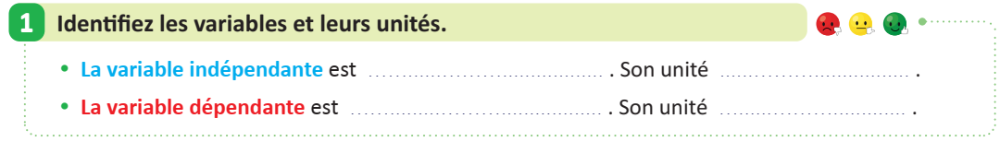 1 Identifiez les variables et leurs unités.
• La variable indépendante est .................................................. . Son unité ...................................... .
• La variable dépendante est .................................................. . Son unité ...................................... .